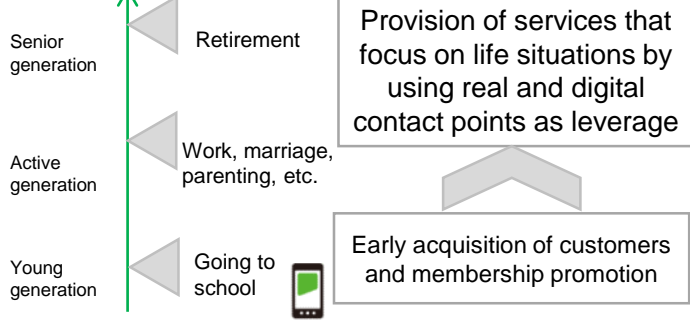 Senior
generation
Retirement
Provision of services that
focus on life situations by
using real and digital
contact points as leverage
Active
generation
Work, marriage,
parenting, etc.
Young
generation
Going to
school
Early acquisition of customers
and membership promotion